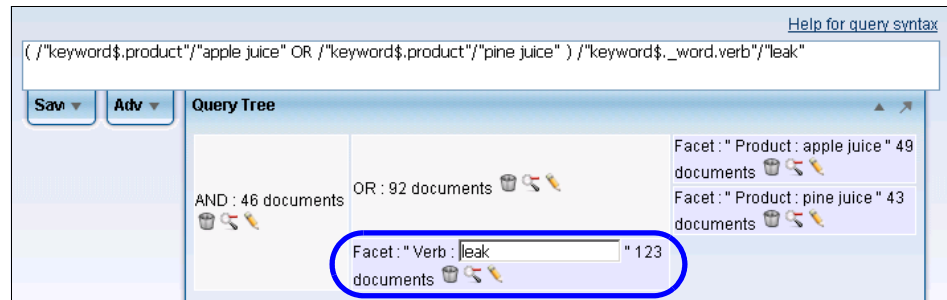 Help for query syntax
( /"keyword$.product"/"apple juice" OR /"keyword$.product"/"pine juice" ) /"keyword$._word.verb"/"leak"
Sav
Adv
Query Tree
AND : 46 documents
OR : 92 documents
Facet : " Product : apple juice " 49
documents
Facet : " Product : pine juice " 43
documents
Facet : " Verb : leak " 123
documents